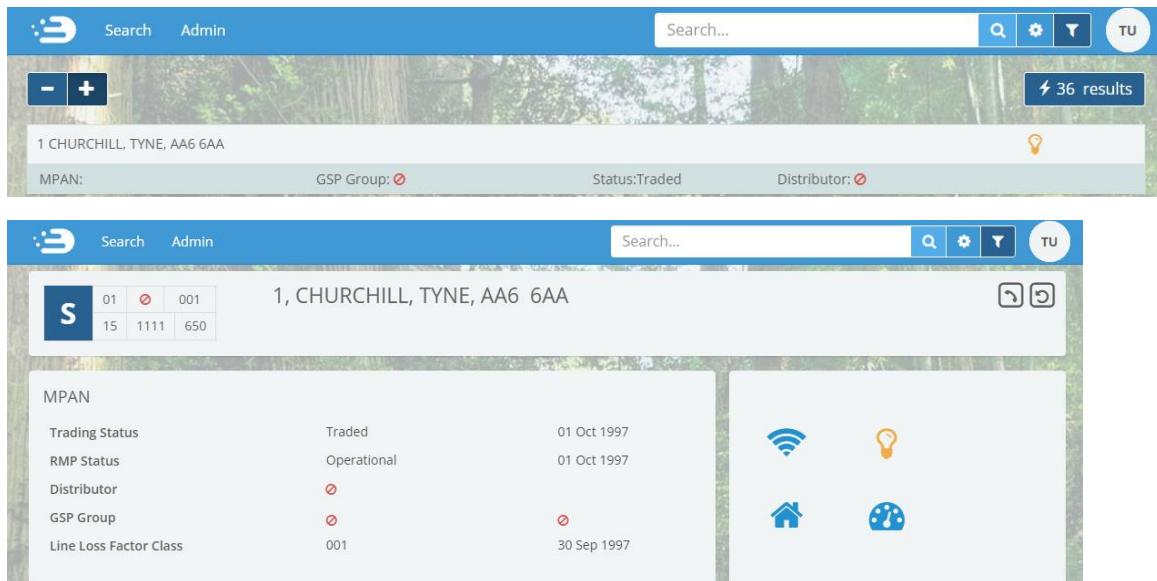 Search Admin Search... TU
36 results
1 CHURCHILL, TYNE, AA6 6AA
MPAN: GSP Group: Status:Traded Distributor:
Search Admin Search... TU
S 01 001 1, CHURCHILL, TYNE, AA6 6AA
15 1111 650
MPAN
Trading Status Traded 01 Oct 1997
RMP Status Operational 01 Oct 1997
Distributor
GSP Group
Line Loss Factor Class 001 30 Sep 1997